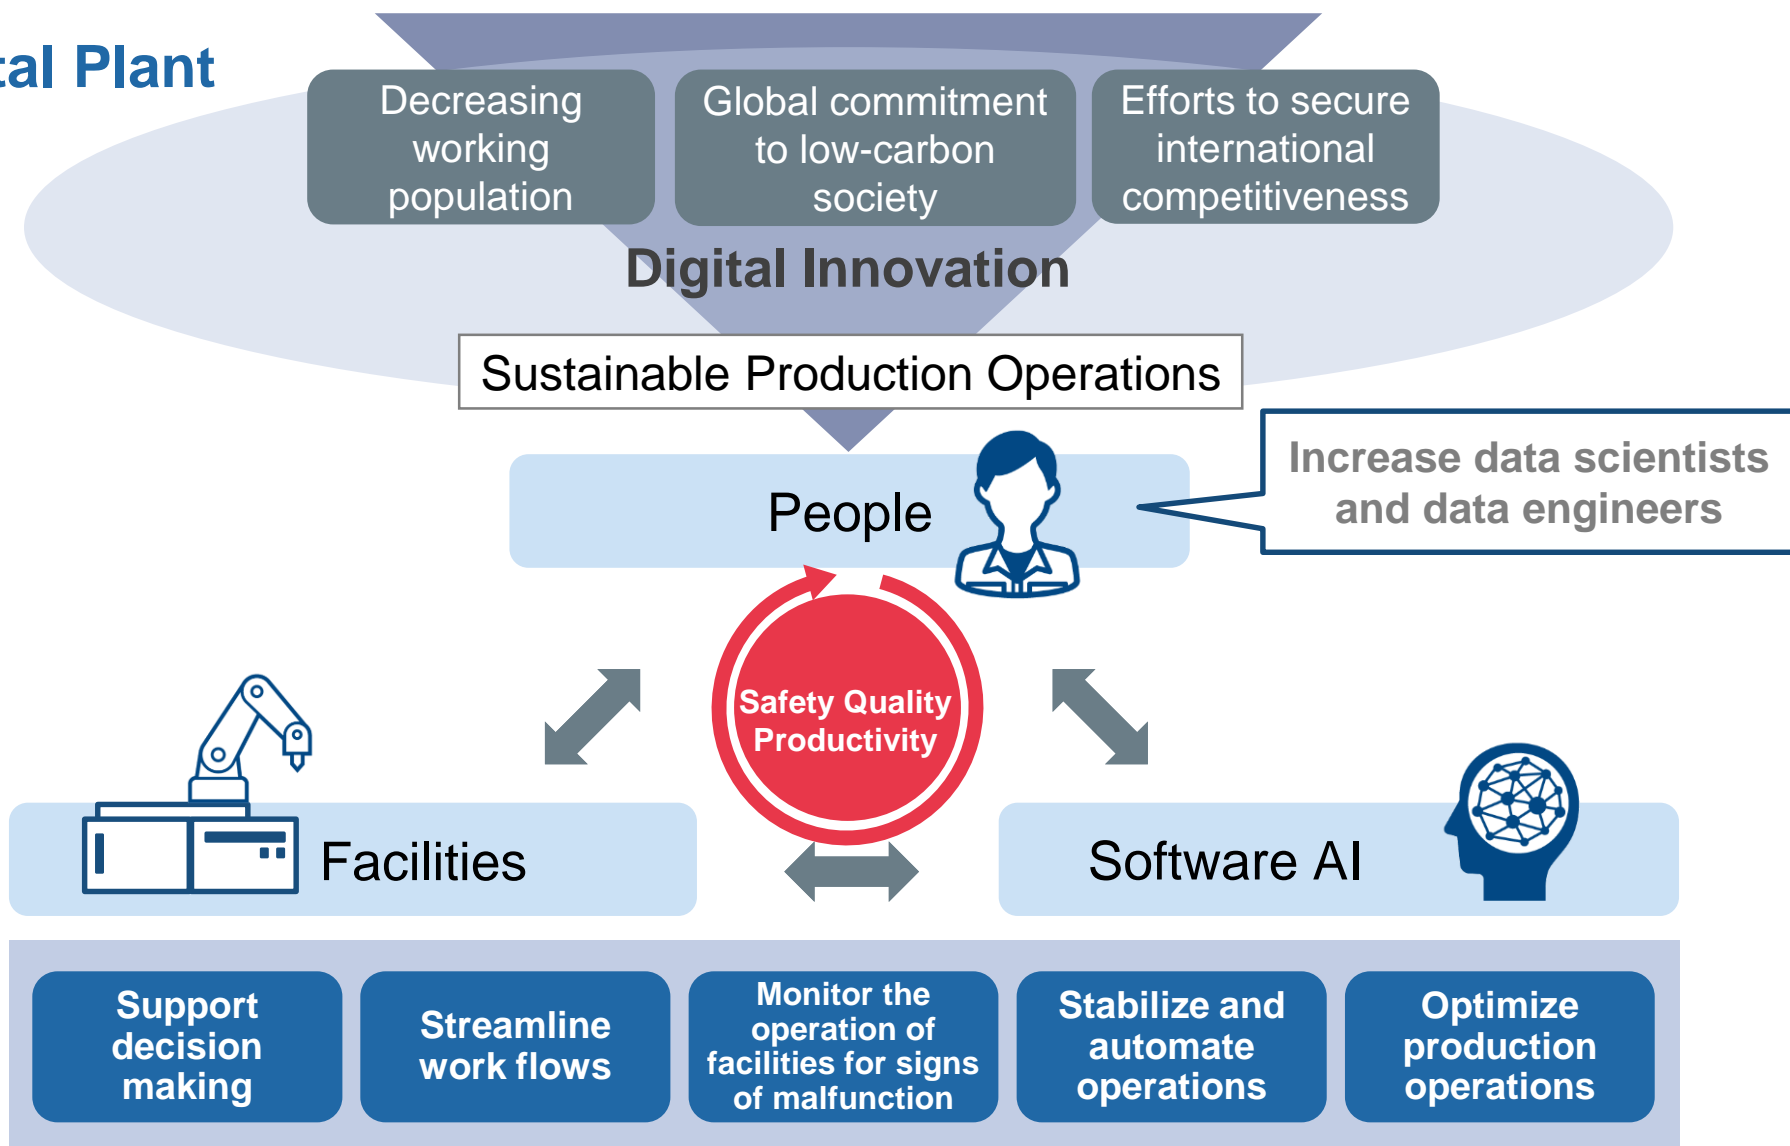 tal Plant
Decreasing
working
population
Global commitment
to low-carbon
society
Efforts to secure
international
competitiveness
Digital Innovation
Sustainable Production Operations
People
Increase data scientists
and data engineers
Safety Quality
Productivity
Facilities
Software AI
Support
decision
making
Streamline
work flows
Monitor the
operation of
facilities for signs
of malfunction
Stabilize and
automate
operations
Optimize
production
operations